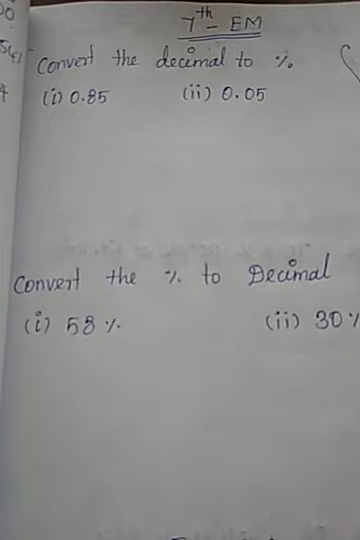 7th - EM
Convert the decimal to %.
(i) 0.85 (ii) 0.05
Convert the % to Decimal
(i) 58 % (ii) 30 %